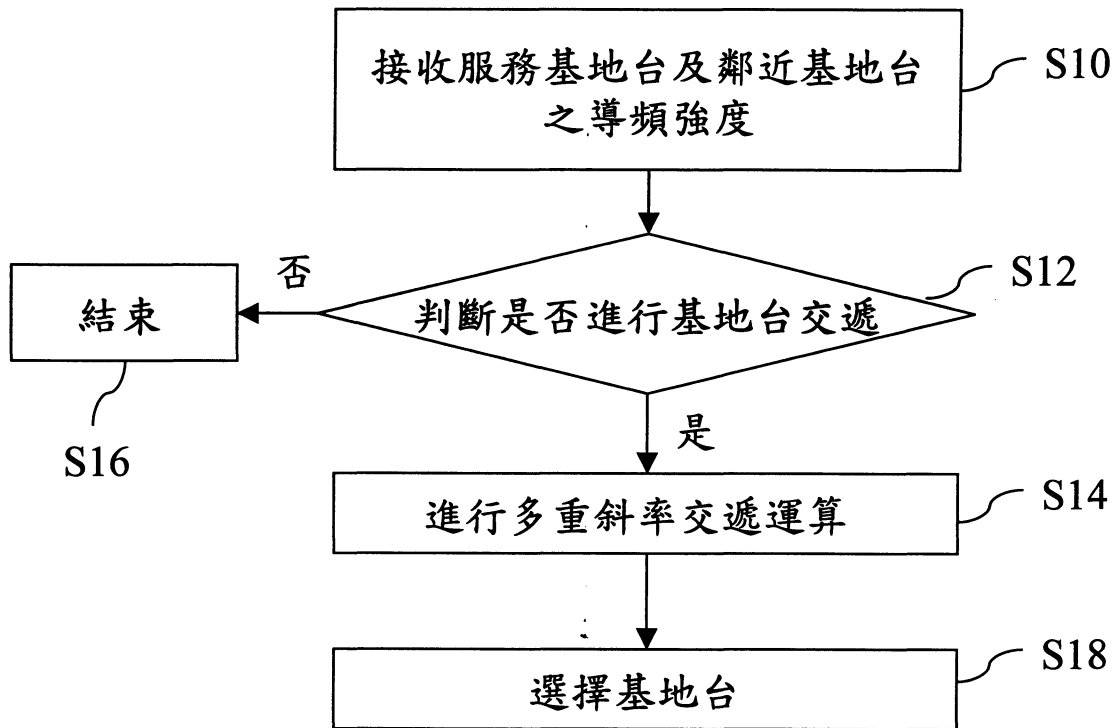 接收服務基地台及鄰近基地台
之導頻強度
S10
S12
否
結束
判斷是否進行基地台交遞
S16
是
進行多重斜率交遞運算
S14
選擇基地台
S18